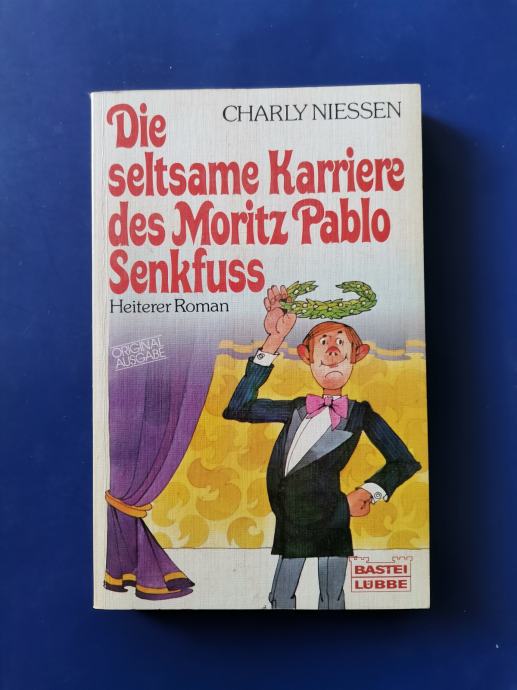 CHARLY NIESSEN
Die
seltsame Karriere
des Moritz Pablo
Senkfuss
Heiterer Roman
ORIGINAL
AUSGABE
BASTEI
LÜBBE